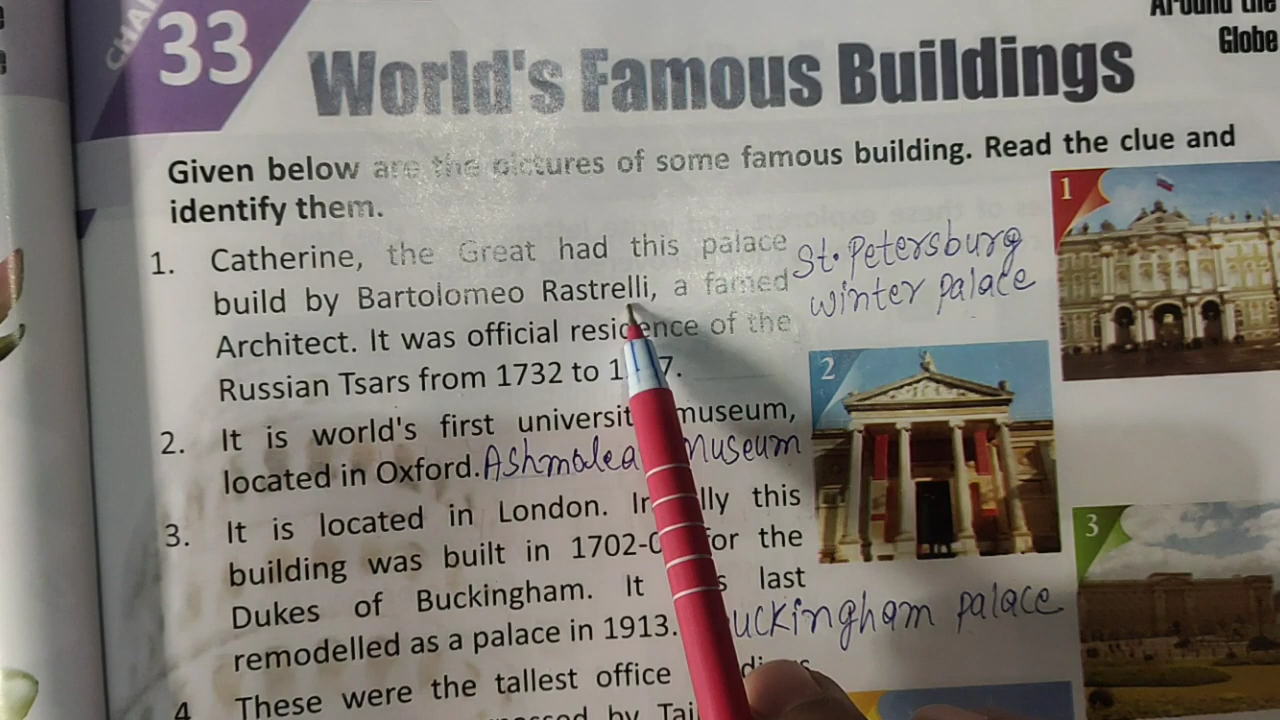 33
World's Famous Buildings
Around the
Globe
Given below are the pictures of some famous building. Read the clue and
identify them.
1. Catherine, the Great had this palace
build by Bartolomeo Rastrelli, a famed
Architect. It was official residence of the
Russian Tsars from 1732 to 1 7.
St. Petersburg
winter palace
1
2. It is world's first university museum,
located in Oxford. Ashmolea Museum
2
3. It is located in London. In lly this
building was built in 1702-0 for the
Dukes of Buckingham. It s last
remodelled as a palace in 1913. uckingham palace
3
4 These were the tallest office
by Tai